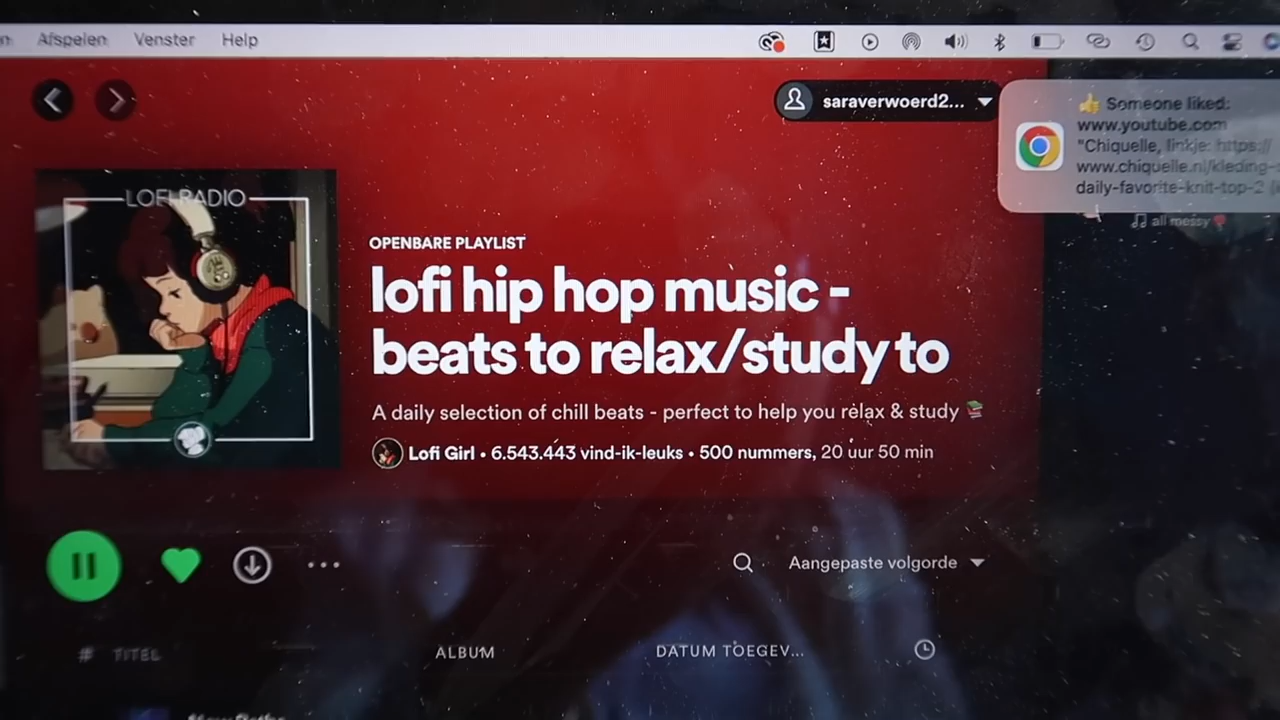 Afspelen Venster Help
saraverwoerd2...
👍 Someone liked:
www.youtube.com
"Chiquelle, linkje: https://
www.chiquelle.nl/kleding-
daily-favorite-knit-top-2
all messy
LOFI RADIO
OPENBARE PLAYLIST
lofi hip hop music -
beats to relax/study to
A daily selection of chill beats - perfect to help you relax & study 📚
Lofi Girl • 6.543.443 vind-ik-leuks • 500 nummers, 20 uur 50 min
Aangepaste volgorde
# TITEL ALBUM DATUM TOEGEV...